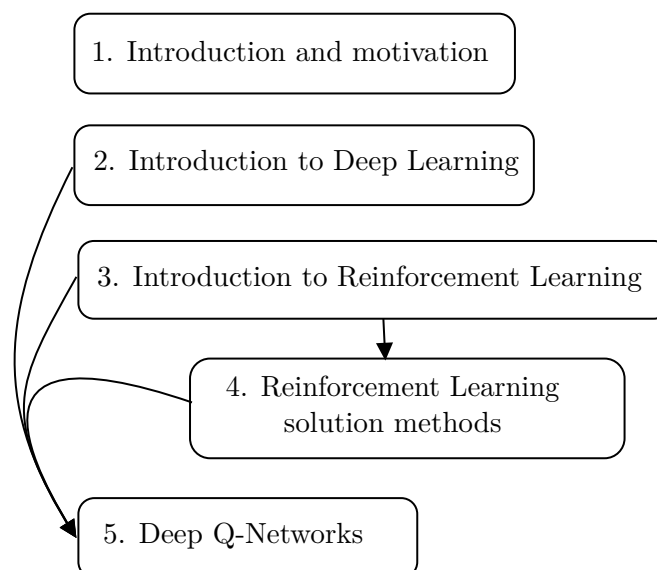 1. Introduction and motivation
2. Introduction to Deep Learning
3. Introduction to Reinforcement Learning
4. Reinforcement Learning
solution methods
5. Deep Q-Networks